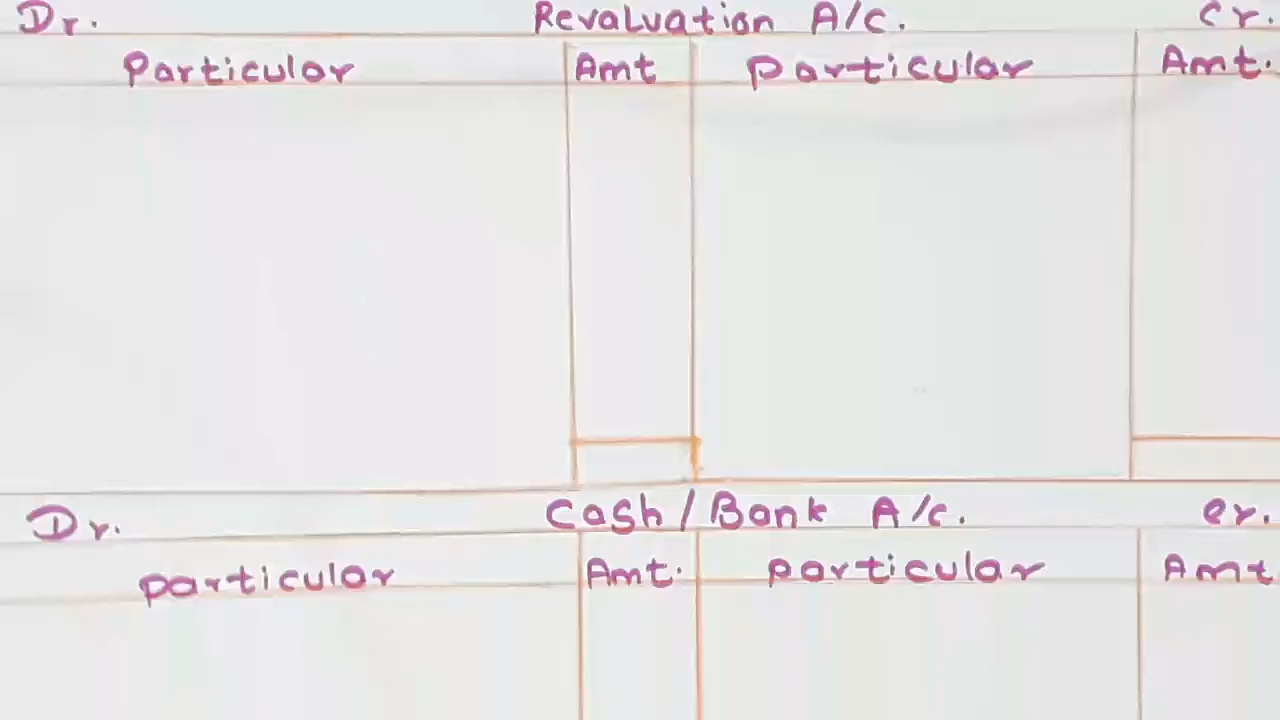 Dr. Revaluation A/c. Cr.
Particular Amt Particular Amt.
Dr. Cash/Bank A/c. Cr.
Particular Amt. Particular Amt